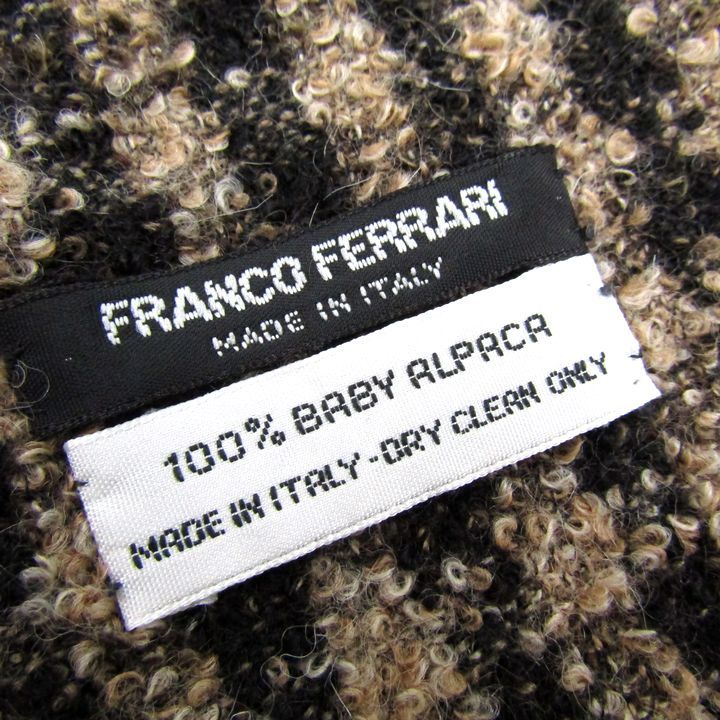 FRANCO FERRARI
MADE IN ITALY
100% BABY ALPACA
MADE IN ITALY-DRY CLEAN ONLY